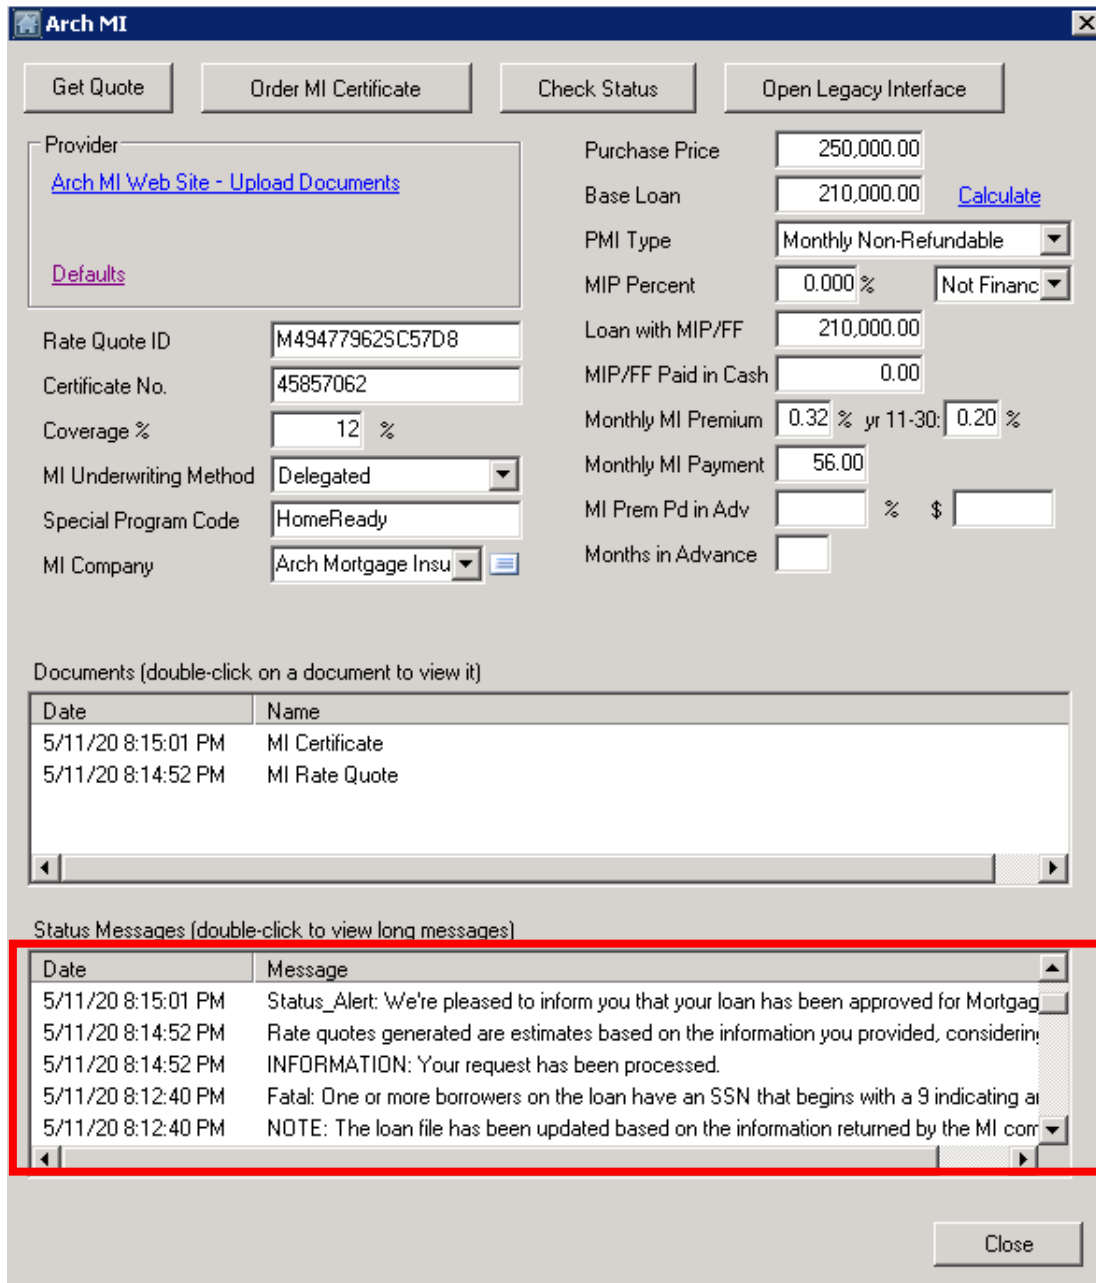 Arch MI
Get Quote Order MI Certificate Check Status Open Legacy Interface
Provider
Arch MI Web Site - Upload Documents
Defaults
Rate Quote ID M49477962SC57D8
Certificate No. 45857062
Coverage % 12 %
MI Underwriting Method Delegated
Special Program Code HomeReady
MI Company Arch Mortgage Insu
Purchase Price 250,000.00
Base Loan 210,000.00 Calculate
PMI Type Monthly Non-Refundable
MIP Percent 0.000 % Not Financ
Loan with MIP/FF 210,000.00
MIP/FF Paid in Cash 0.00
Monthly MI Premium 0.32 % yr 11-30: 0.20 %
Monthly MI Payment 56.00
MI Prem Pd in Adv % $
Months in Advance
Documents (double-click on a document to view it)
Date Name
5/11/20 8:15:01 PM MI Certificate
5/11/20 8:14:52 PM MI Rate Quote
Status Messages (double-click to view long messages)
Date Message
5/11/20 8:15:01 PM Status_Alert: We're pleased to inform you that your loan has been approved for Mortgag
5/11/20 8:14:52 PM Rate quotes generated are estimates based on the information you provided, considerin
5/11/20 8:14:52 PM INFORMATION: Your request has been processed.
5/11/20 8:12:40 PM Fatal: One or more borrowers on the loan have an SSN that begins with a 9 indicating a
5/11/20 8:12:40 PM NOTE: The loan file has been updated based on the information returned by the MI com
Close